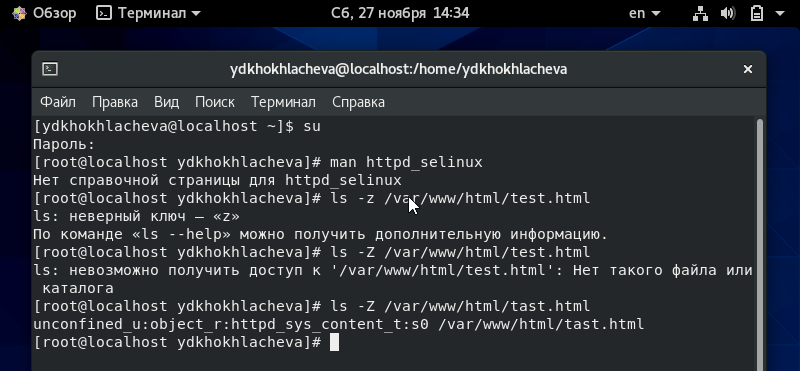 Обзор Терминал Сб, 27 ноября 14:34 en
ydkhokhlacheva@localhost:/home/ydkhokhlacheva
Файл Правка Вид Поиск Терминал Справка
[ydkhokhlacheva@localhost ~]$ su
Пароль:
[root@localhost ydkhokhlacheva]# man httpd_selinux
Нет справочной страницы для httpd_selinux
[root@localhost ydkhokhlacheva]# ls -z /var/www/html/test.html
ls: неверный ключ — «z»
По команде «ls --help» можно получить дополнительную информацию.
[root@localhost ydkhokhlacheva]# ls -Z /var/www/html/test.html
ls: невозможно получить доступ к '/var/www/html/test.html': Нет такого файла или
каталога
[root@localhost ydkhokhlacheva]# ls -Z /var/www/html/tast.html
unconfined_u:object_r:httpd_sys_content_t:s0 /var/www/html/tast.html
[root@localhost ydkhokhlacheva]#